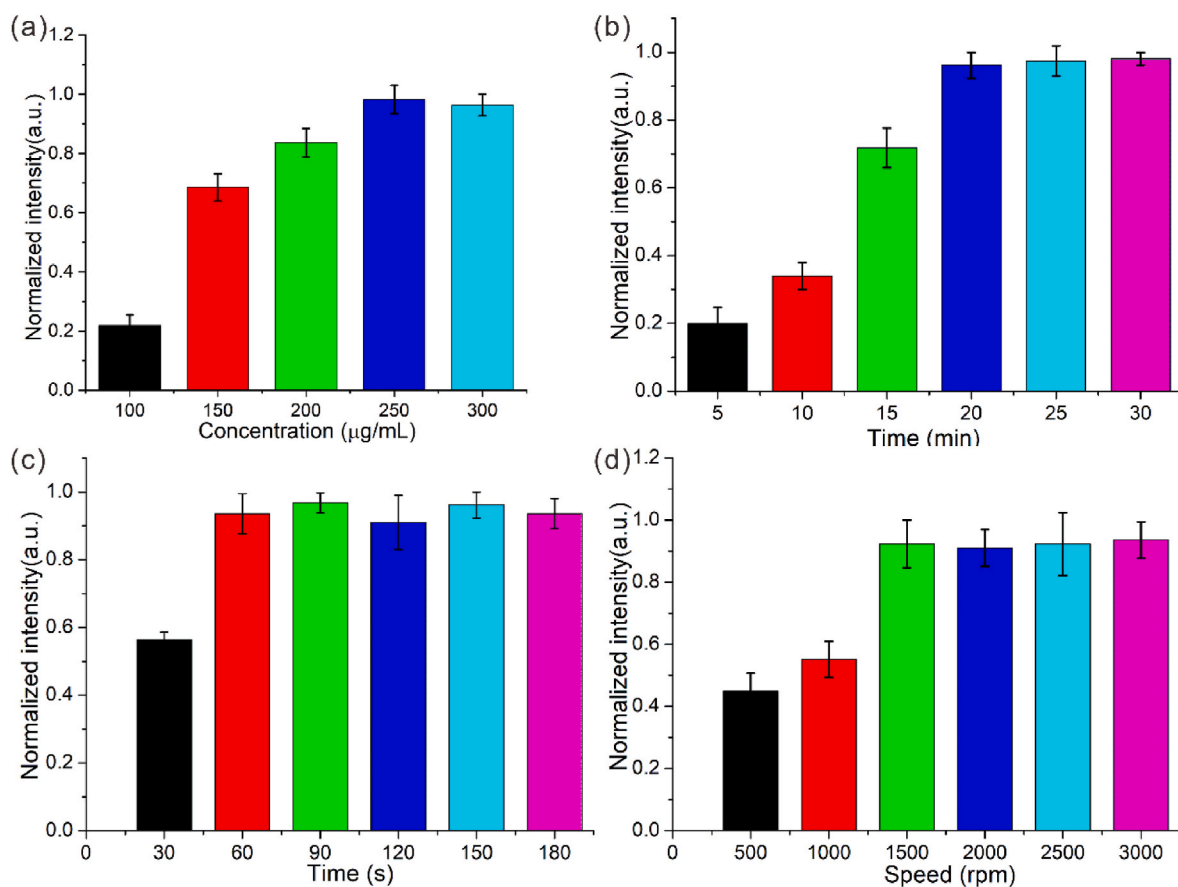 (a)
Normalized intensity(a.u.)
1.2
1.0
0.8
0.6
0.4
0.2
0.0
100 150 200 250 300
Concentration (μg/mL)
(b)
Normalized intensity(a.u.)
1.0
0.8
0.6
0.4
0.2
0.0
5 10 15 20 25 30
Time (min)
(c)
Normalized intensity(a.u.)
1.0
0.8
0.6
0.4
0.2
0.0
0 30 60 90 120 150 180
Time (s)
(d)
Normalized intensity(a.u.)
1.2
1.0
0.8
0.6
0.4
0.2
0.0
0 500 1000 1500 2000 2500 3000
Speed (rpm)